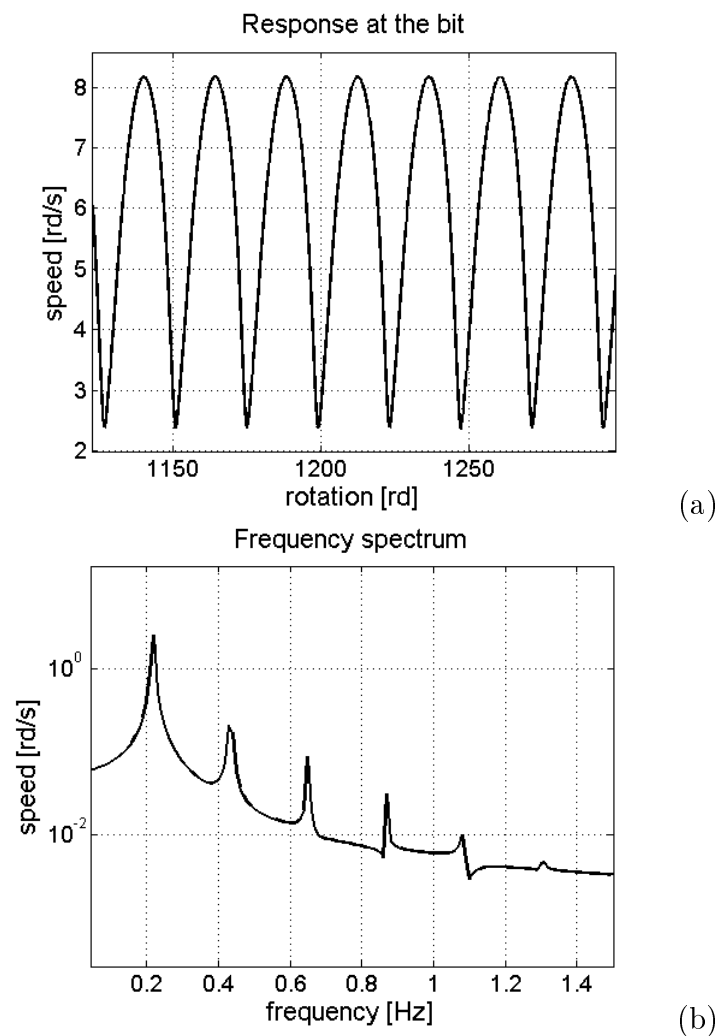 Response at the bit
8
7
6
5
4
3
2
speed [rd/s]
1150 1200 1250
rotation [rd]
(a)
Frequency spectrum
10^0
10^-2
speed [rd/s]
0.2 0.4 0.6 0.8 1 1.2 1.4
frequency [Hz]
(b)